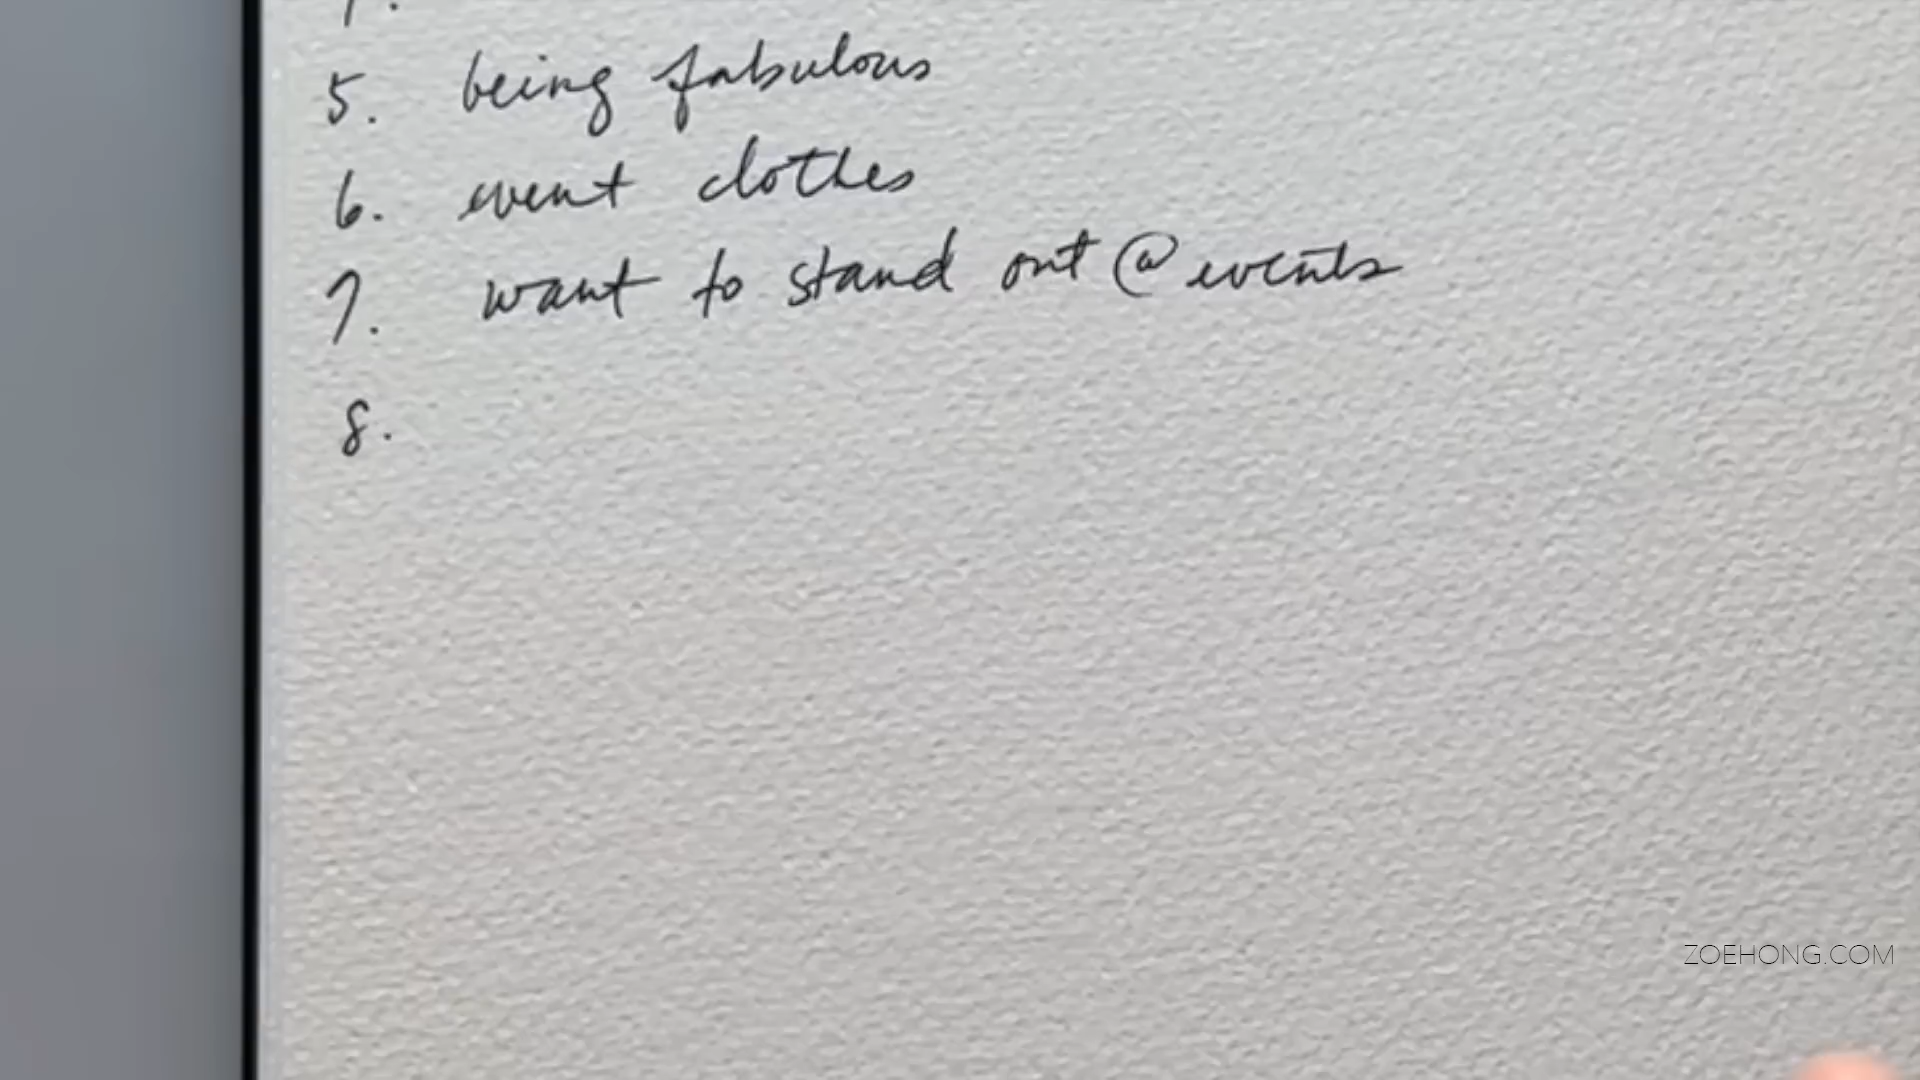 5. being fabulous
6. event clothes
7. want to stand out @ events
8.
ZOEHONG.COM